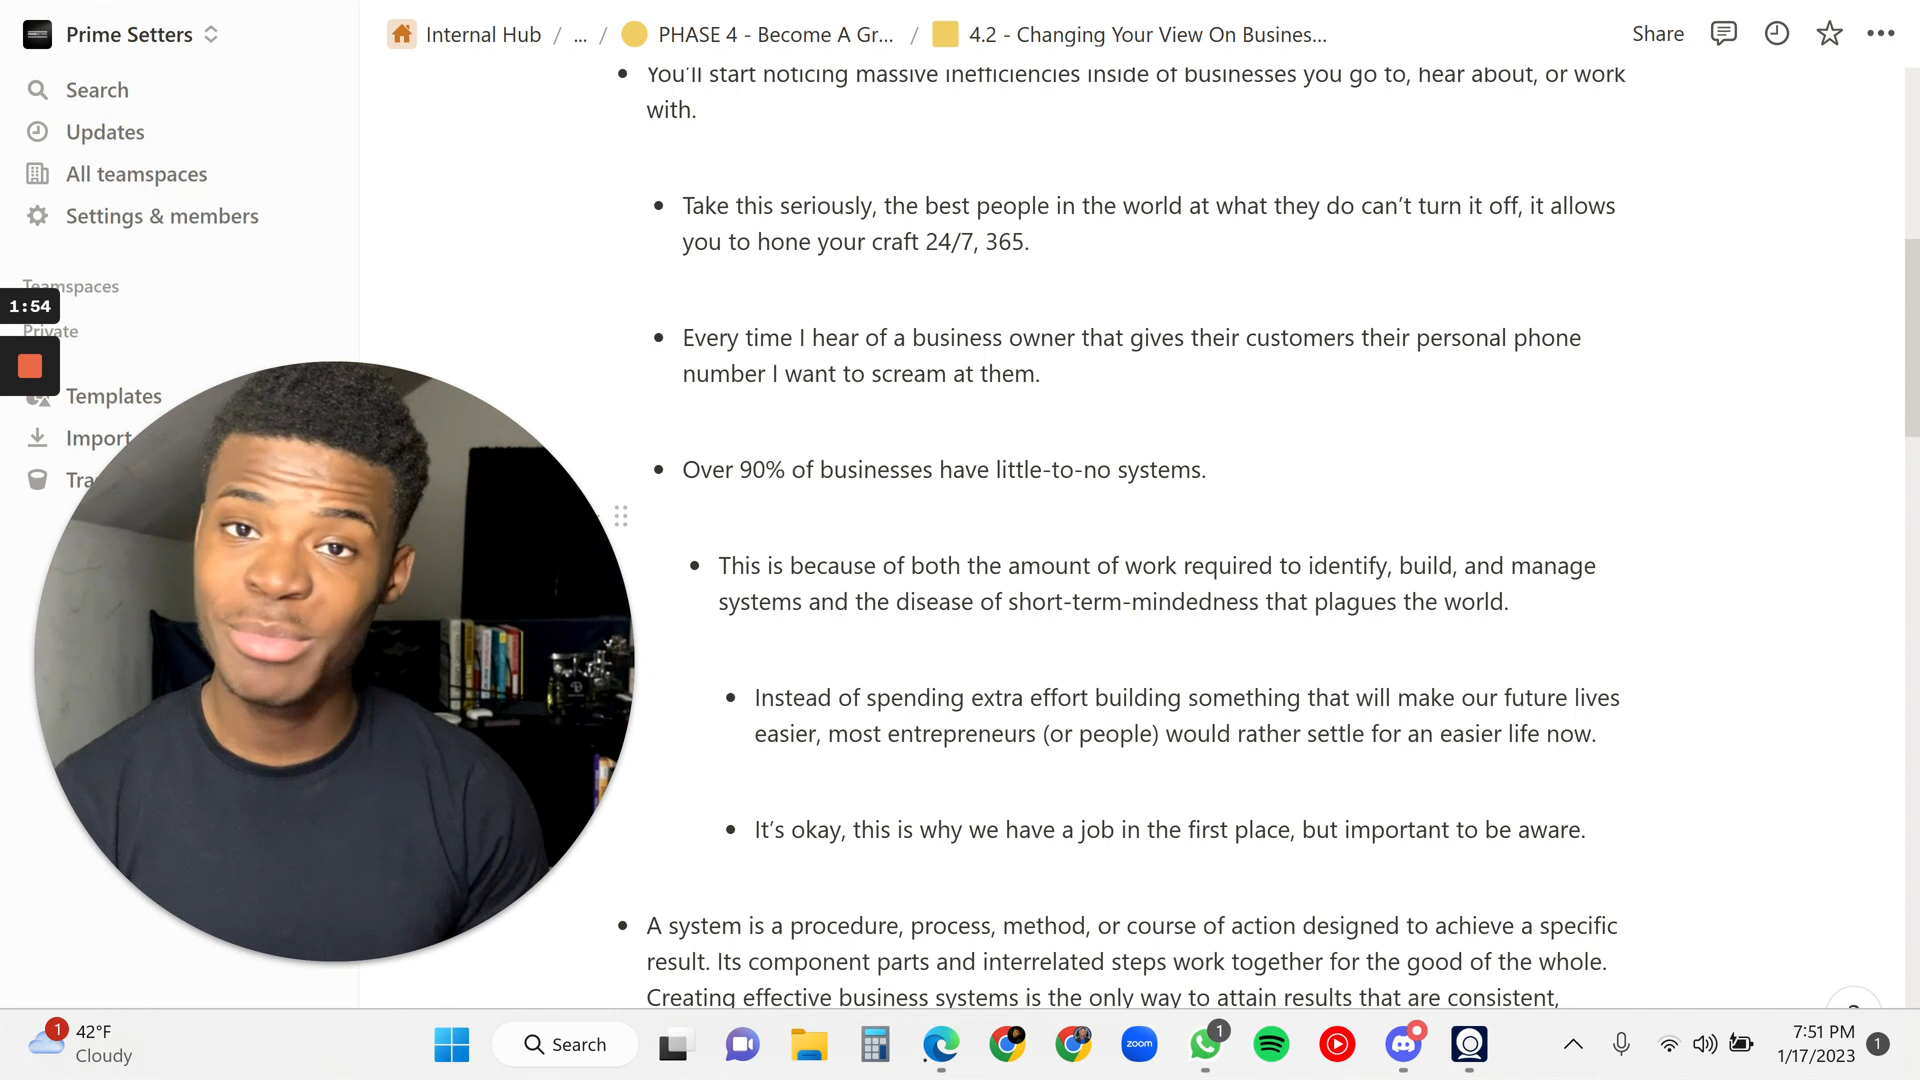 Prime Setters
Internal Hub / ... / PHASE 4 - Become A Gr... / 4.2 - Changing Your View On Busines...
Share
Search
Updates
All teamspaces
Settings & members
Teamspaces
1:54
Private
Templates
Import
Tra
You'll start noticing massive inefficiencies inside of businesses you go to, hear about, or work
with.
Take this seriously, the best people in the world at what they do can't turn it off, it allows
you to hone your craft 24/7, 365.
Every time I hear of a business owner that gives their customers their personal phone
number I want to scream at them.
Over 90% of businesses have little-to-no systems.
This is because of both the amount of work required to identify, build, and manage
systems and the disease of short-term-mindedness that plagues the world.
Instead of spending extra effort building something that will make our future lives
easier, most entrepreneurs (or people) would rather settle for an easier life now.
It's okay, this is why we have a job in the first place, but important to be aware.
A system is a procedure, process, method, or course of action designed to achieve a specific
result. Its component parts and interrelated steps work together for the good of the whole.
Creating effective business systems is the only way to attain results that are consistent,
1
42°F
Cloudy
Search
zoom
1
7:51 PM
1/17/2023
1